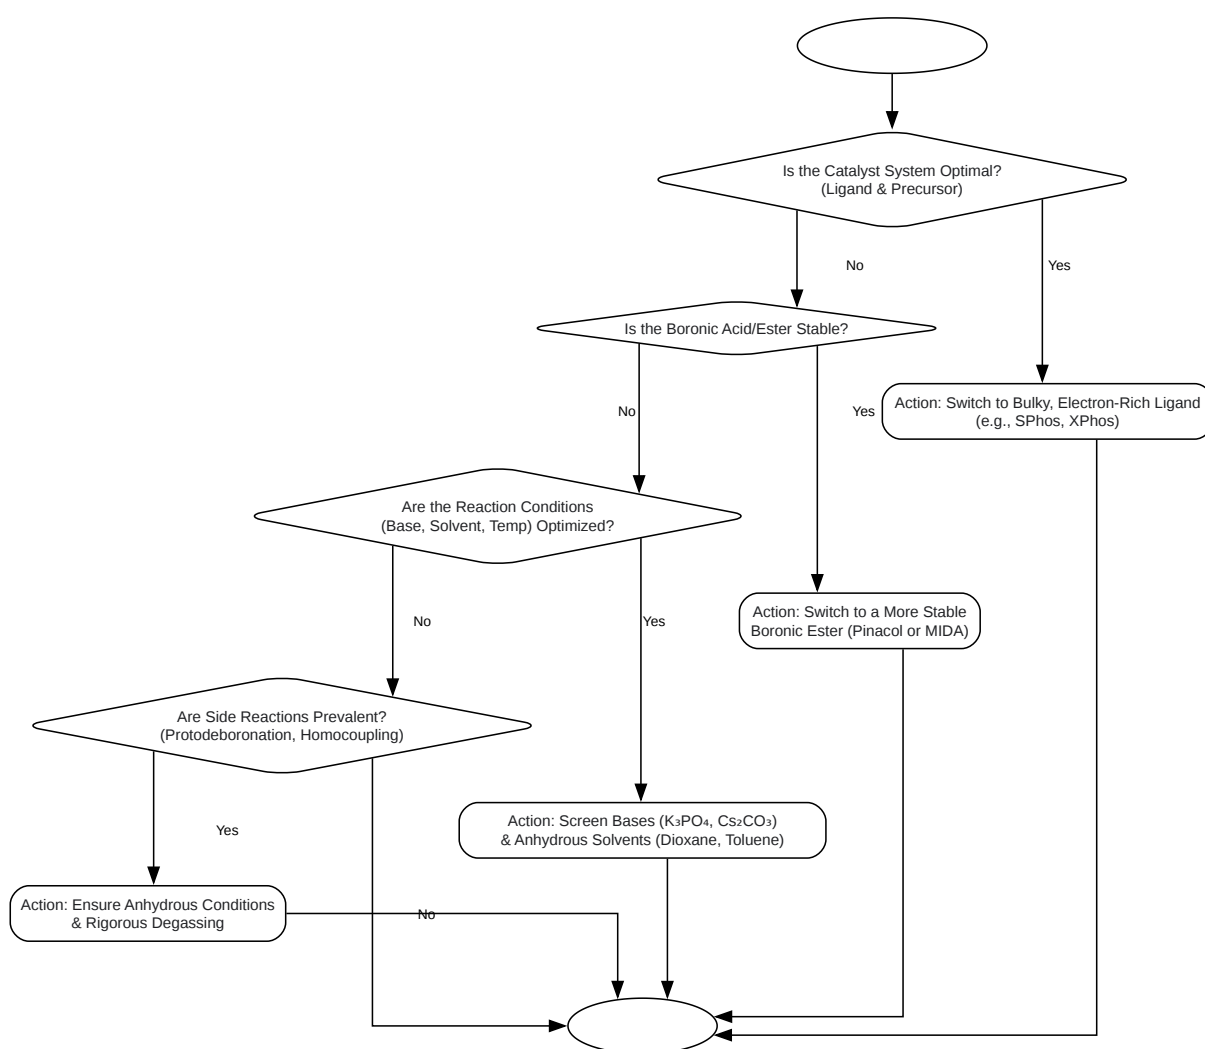 Is the Catalyst System Optimal?
(Ligand & Precursor)
No
Yes
Is the Boronic Acid/Ester Stable?
No
Yes
Action: Switch to Bulky, Electron-Rich Ligand
(e.g., SPhos, XPhos)
Are the Reaction Conditions
(Base, Solvent, Temp) Optimized?
No
Yes
Action: Switch to a More Stable
Boronic Ester (Pinacol or MIDA)
Are Side Reactions Prevalent?
(Protodeboronation, Homocoupling)
Yes
Action: Screen Bases (K₃PO₄, Cs₂CO₃)
& Anhydrous Solvents (Dioxane, Toluene)
Action: Ensure Anhydrous Conditions
& Rigorous Degassing
No